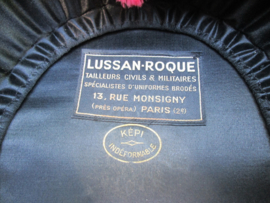 LUSSAN-ROQUE
TAILLEURS CIVILS & MILITAIRES
SPÉCIALISTES D'UNIFORMES BRODÉS
13, RUE MONSIGNY
(PRÈS OPÉRA) PARIS (2E)
KÉPI
INDÉFORMABLE